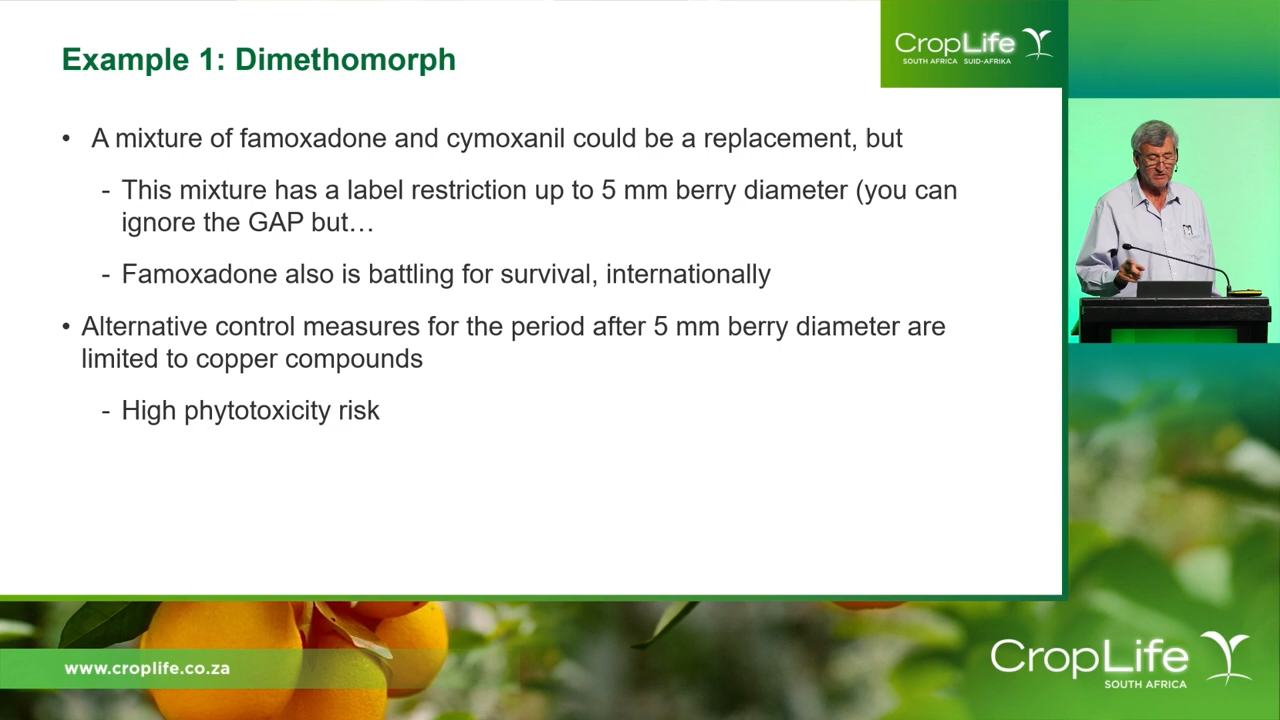 Example 1: Dimethomorph
CropLife
SOUTH AFRICA SUID-AFRIKA
• A mixture of famoxadone and cymoxanil could be a replacement, but
- This mixture has a label restriction up to 5 mm berry diameter (you can
ignore the GAP but…
- Famoxadone also is battling for survival, internationally
• Alternative control measures for the period after 5 mm berry diameter are
limited to copper compounds
- High phytotoxicity risk
www.croplife.co.za
CropLife
SOUTH AFRICA